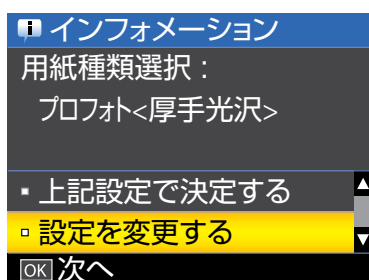 インフォメーション
用紙種類選択：
プロフォト<厚手光沢>
▪ 上記設定で決定する
▫ 設定を変更する
OK 次へ